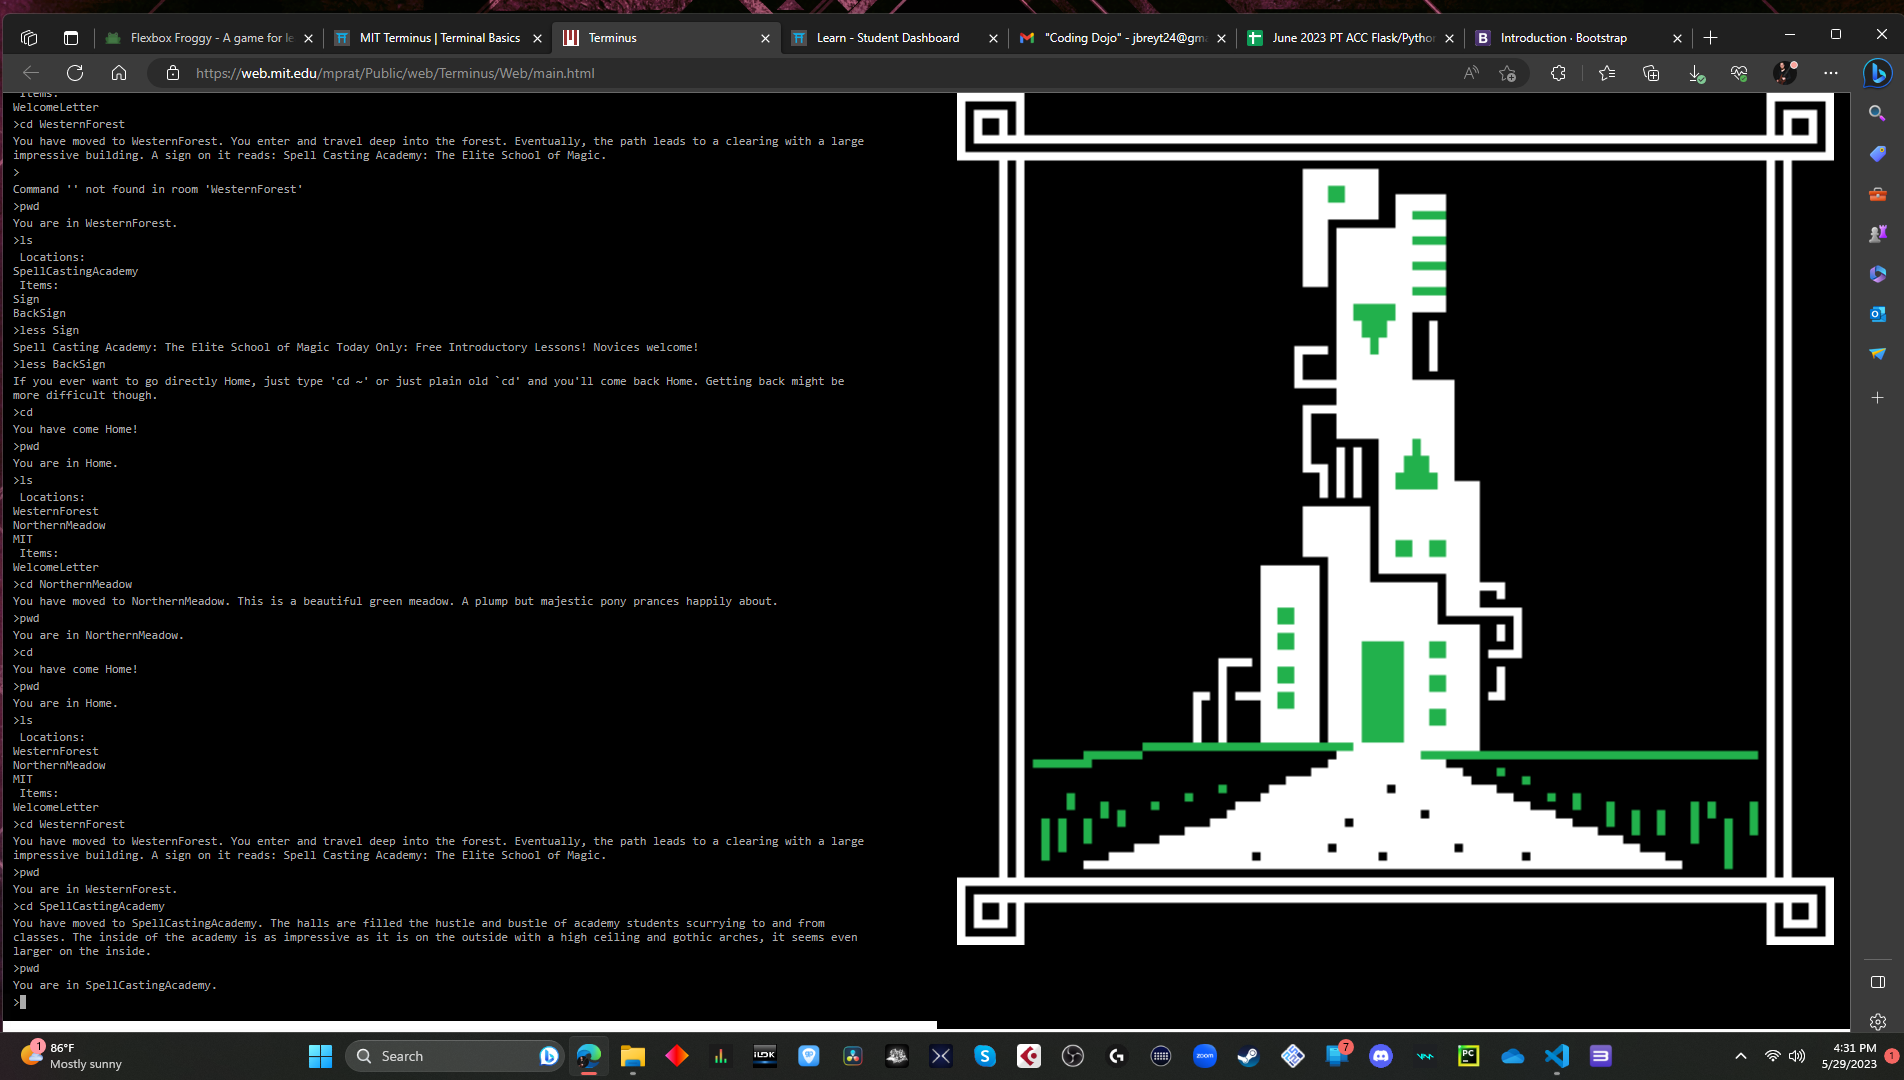 Flexbox Froggy - A game for le
MIT Terminus | Terminal Basics
Terminus
Learn - Student Dashboard
"Coding Dojo" - jbreyt24@gm
June 2023 PT ACC Flask/Pytho
Introduction · Bootstrap
https://web.mit.edu/mprat/Public/web/Terminus/Web/main.html
Items:
WelcomeLetter
>cd WesternForest
You have moved to WesternForest. You enter and travel deep into the forest. Eventually, the path leads to a clearing with a large
impressive building. A sign on it reads: Spell Casting Academy: The Elite School of Magic.
>
Command '' not found in room 'WesternForest'
>pwd
You are in WesternForest.
>ls
Locations:
SpellCastingAcademy
Items:
Sign
BackSign
>less Sign
Spell Casting Academy: The Elite School of Magic Today Only: Free Introductory Lessons! Novices welcome!
>less BackSign
If you ever want to go directly Home, just type 'cd ~' or just plain old `cd' and you'll come back Home. Getting back might be
more difficult though.
>cd
You have come Home!
>pwd
You are in Home.
>ls
Locations:
WesternForest
NorthernMeadow
MIT
Items:
WelcomeLetter
>cd NorthernMeadow
You have moved to NorthernMeadow. This is a beautiful green meadow. A plump but majestic pony prances happily about.
>pwd
You are in NorthernMeadow.
>cd
You have come Home!
>pwd
You are in Home.
>ls
Locations:
WesternForest
NorthernMeadow
MIT
Items:
WelcomeLetter
>cd WesternForest
You have moved to WesternForest. You enter and travel deep into the forest. Eventually, the path leads to a clearing with a large
impressive building. A sign on it reads: Spell Casting Academy: The Elite School of Magic.
>pwd
You are in WesternForest.
>cd SpellCastingAcademy
You have moved to SpellCastingAcademy. The halls are filled the hustle and bustle of academy students scurrying to and from
classes. The inside of the academy is as impressive as it is on the outside with a high ceiling and gothic arches, it seems even
larger on the inside.
>pwd
You are in SpellCastingAcademy.
>
1
86°F
Mostly sunny
Search
zoom
7
PC
4:31 PM
5/29/2023
1